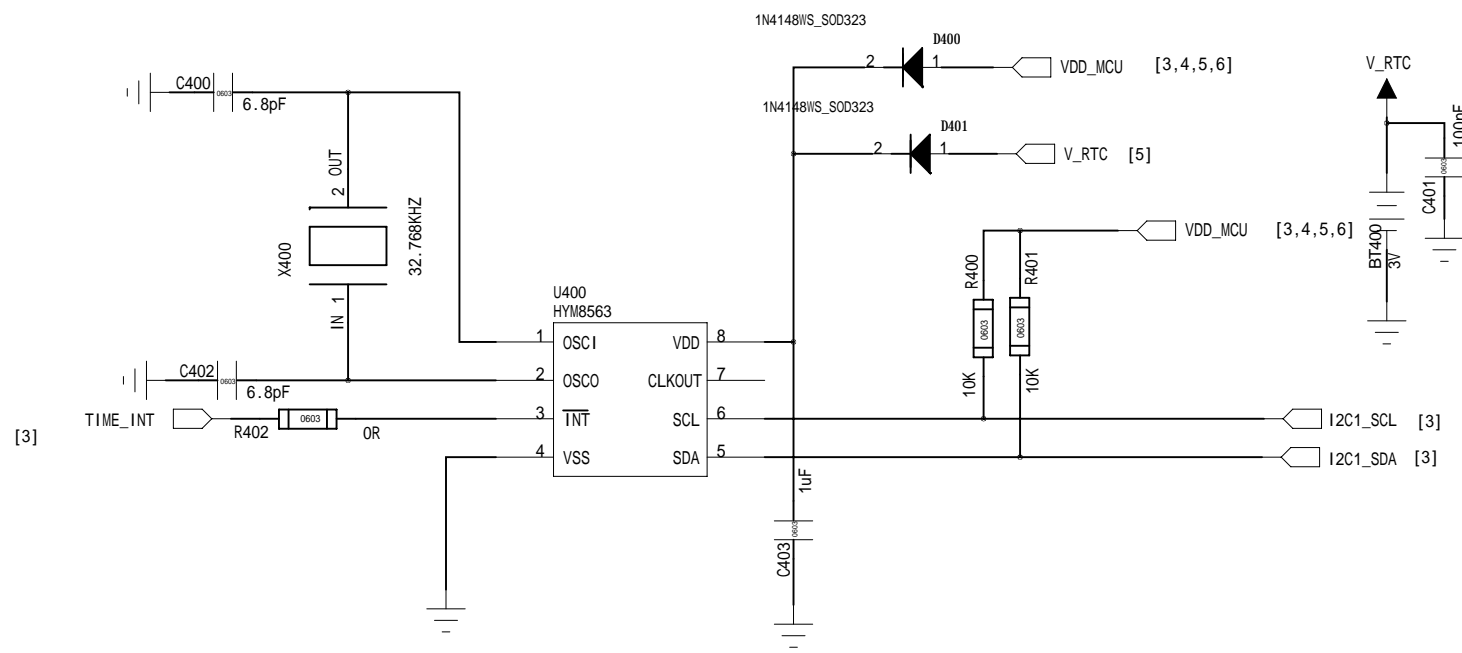 1N4148WS_SOD323
D400
2
1
VDD_MCU
[3,4,5,6]
V_RTC
C400
0603
6.8pF
1N4148WS_SOD323
D401
2
1
V_RTC
[5]
100pF
0603
C401
2 OUT
X400
32.768KHZ
IN 1
VDD_MCU
[3,4,5,6]
BT400
3V
R400
R401
0603
0603
10K
10K
U400
HYM8563
1
OSCI
VDD
8
2
OSCO
CLKOUT
7
3
INT
SCL
6
4
VSS
SDA
5
C402
0603
6.8pF
TIME_INT
R402
0603
0R
[3]
I2C1_SCL
[3]
I2C1_SDA
[3]
1uF
0603
C403